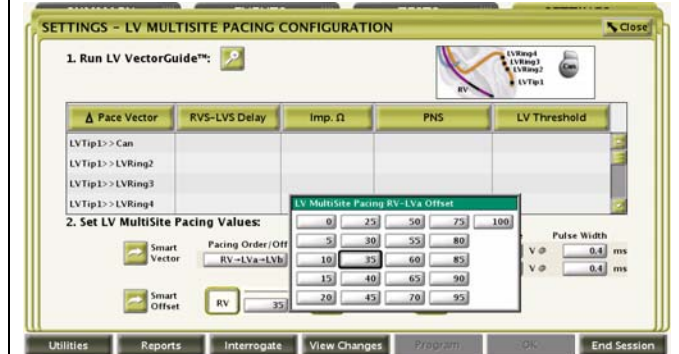 SETTINGS - LV MULTISITE PACING CONFIGURATION
Close
1. Run LV VectorGuide™:
LVRing4
LVRing3
LVRing2
LVTip1
RV
Can
Δ Pace Vector RVS-LVS Delay Imp. Ω PNS LV Threshold
LVTip1>>Can
LVTip1>>LVRing2
LVTip1>>LVRing3
LVTip1>>LVRing4
LV MultiSite Pacing RV-LVa Offset
0 25 50 75 100
5 30 55 80
10 35 60 85
15 40 65 90
20 45 70 95
2. Set LV MultiSite Pacing Values:
Smart Vector
Pacing Order/Off
RV→LVa→LVb
Pulse Width
V @ 0.4 ms
V @ 0.4 ms
Smart Offset
RV 35
Utilities Reports Interrogate View Changes Program OK End Session